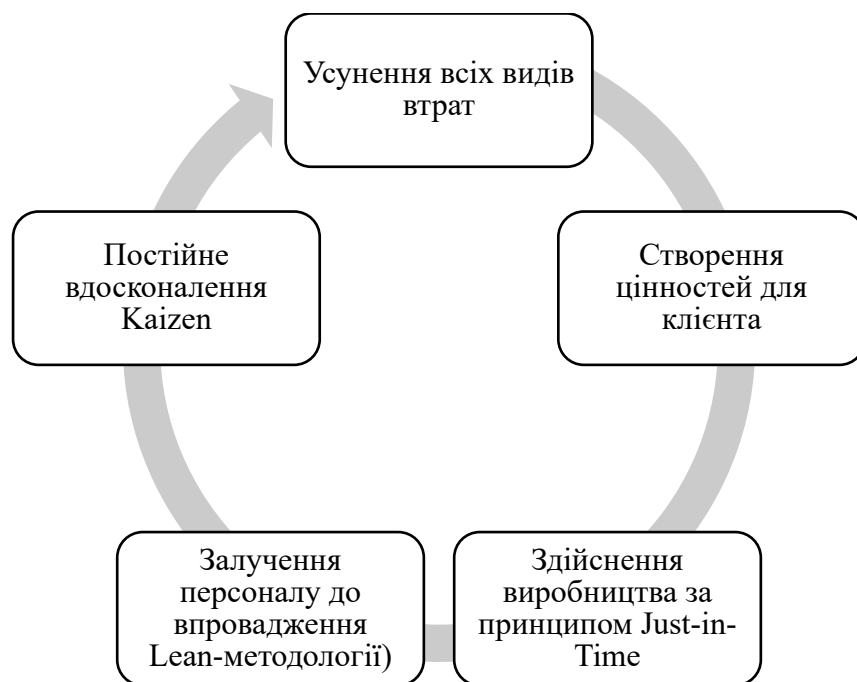 Усунення всіх видів
втрат
Створення
цінностей для
клієнта
Здійснення
виробництва за
принципом Just-in-
Time
Залучення
персоналу до
впровадження
Lean-методології)
Постійне
вдосконалення
Kaizen